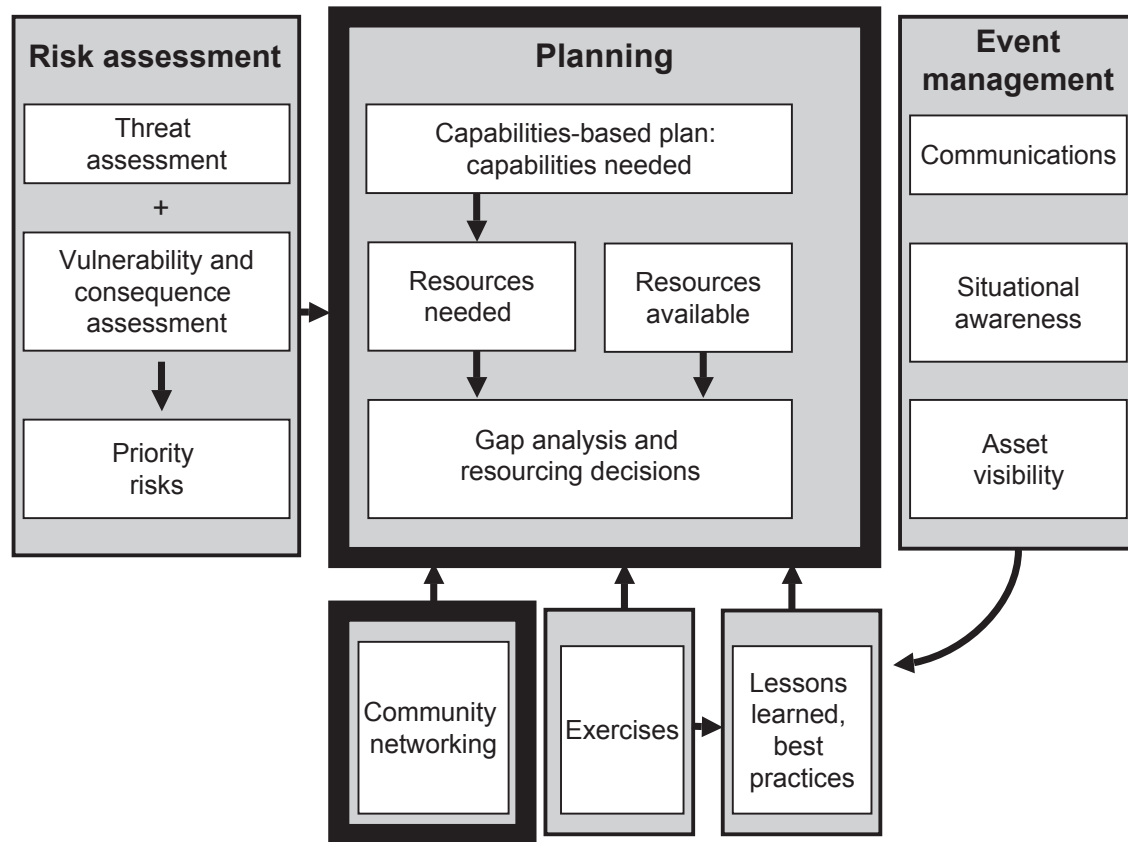 Risk assessment
Threat
assessment
+
Vulnerability and
consequence
assessment
Priority
risks
Planning
Capabilities-based plan:
capabilities needed
Resources
needed
Resources
available
Gap analysis and
resourcing decisions
Event
management
Communications
Situational
awareness
Asset
visibility
Community
networking
Exercises
Lessons
learned,
best
practices